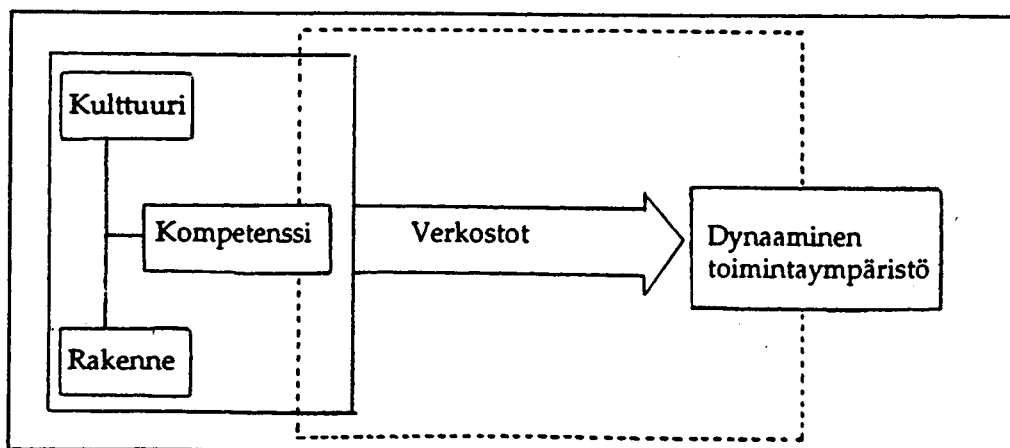 Kulttuuri
Kompetenssi
Rakenne
Verkostot
Dynaaminen
toimintaympäristö